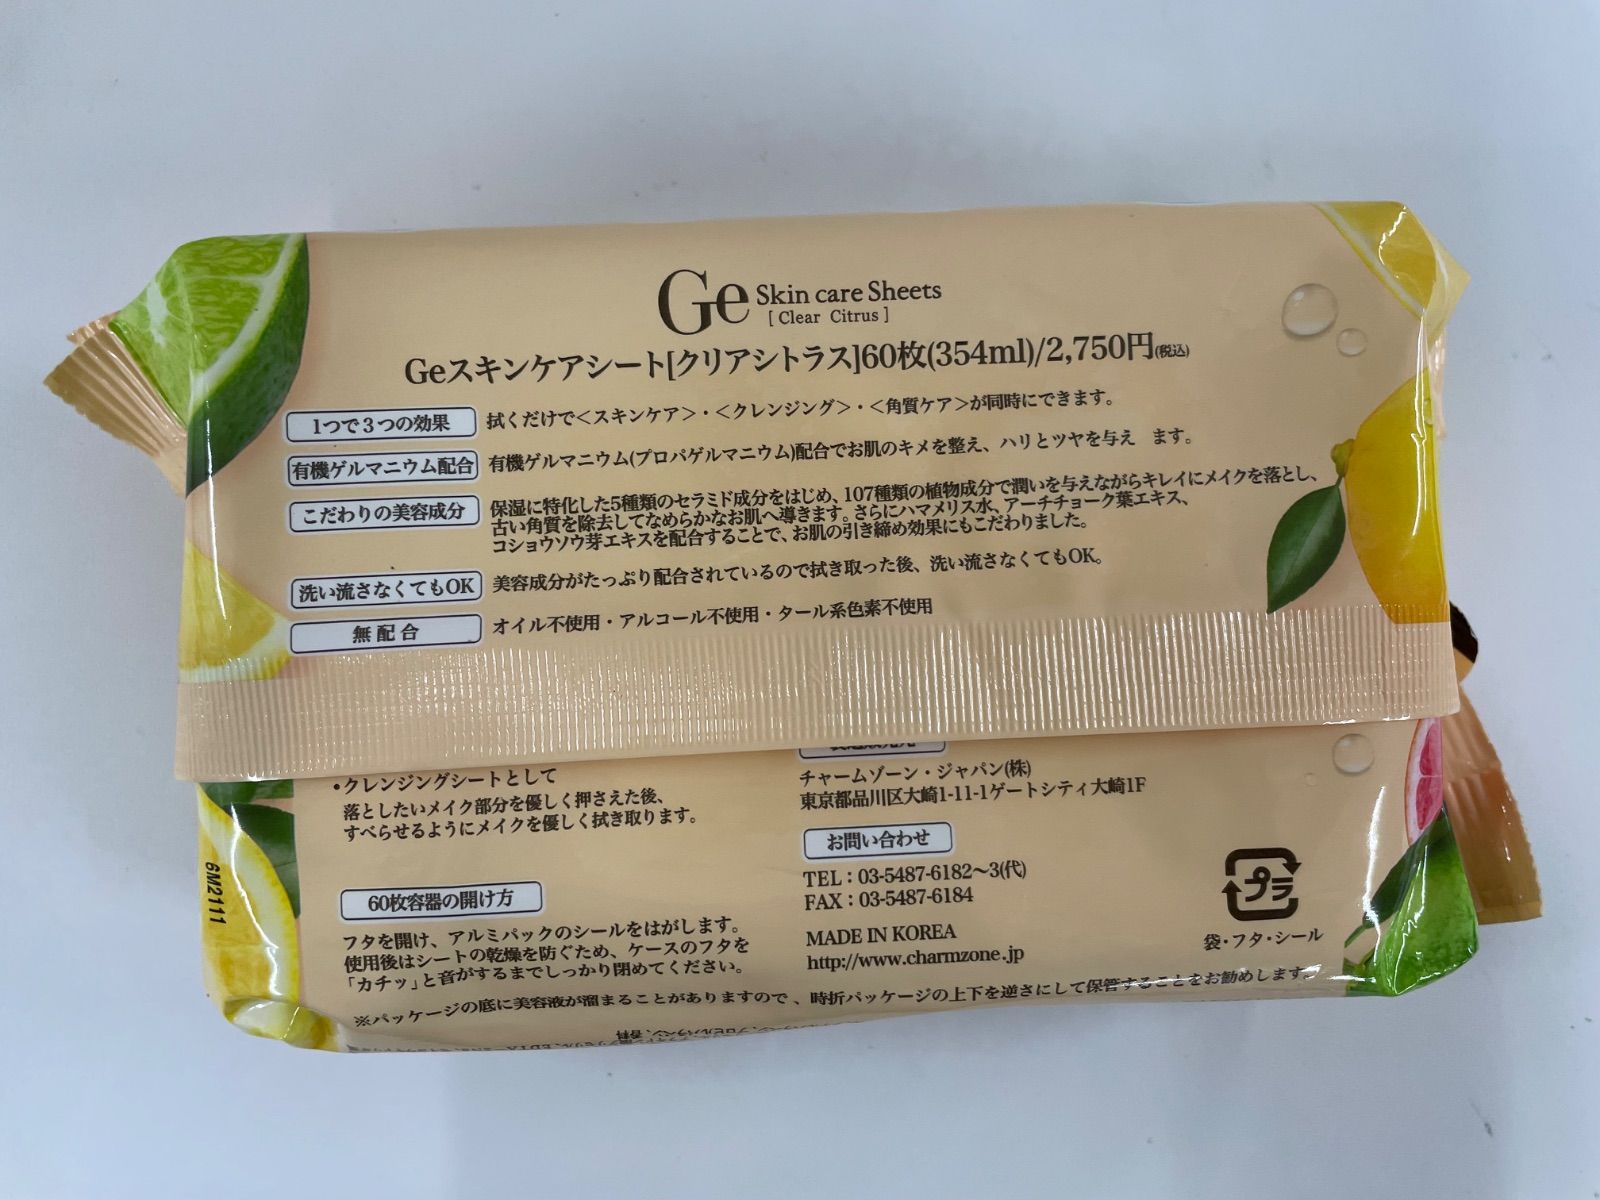 Ge Skin care Sheets
[ Clear Citrus ]
Geスキンケアシート[クリアシトラス]60枚(354ml)/2,750円(税込)
1つで3つの効果 拭くだけで＜スキンケア＞・＜クレンジング＞・＜角質ケア＞が同時にできます。
有機ゲルマニウム配合 有機ゲルマニウム(プロパゲルマニウム)配合でお肌のキメを整え、ハリとツヤを与え ます。
こだわりの美容成分 保湿に特化した5種類のセラミド成分をはじめ、107種類の植物成分で潤いを与えながらキレイにメイクを落とし、
古い角質を除去してなめらかなお肌へ導きます。さらにハマメリス水、アーチチョーク葉エキス、
コショウソウ芽エキスを配合することで、お肌の引き締め効果にもこだわりました。
洗い流さなくてもOK 美容成分がたっぷり配合されているので拭き取った後、洗い流さなくてもOK。
無配合 オイル不使用・アルコール不使用・タール系色素不使用
・クレンジングシートとして
落としたいメイク部分を優しく押さえた後、
すべらせるようにメイクを優しく拭き取ります。
60枚容器の開け方
フタを開け、アルミパックのシールをはがします。
使用後はシートの乾燥を防ぐため、ケースのフタを
「カチッ」と音がするまでしっかり閉めてください。
チャームゾーン・ジャパン(株)
東京都品川区大崎1-11-1ゲートシティ大崎1F
お問い合わせ
TEL：03-5487-6182～3(代)
FAX：03-5487-6184
MADE IN KOREA
http://www.charmzone.jp
プラ
袋・フタ・シール
※パッケージの底に美容液が溜まることがありますので、時折パッケージの上下を逆さにして保管することをお勧めします。
6M2111